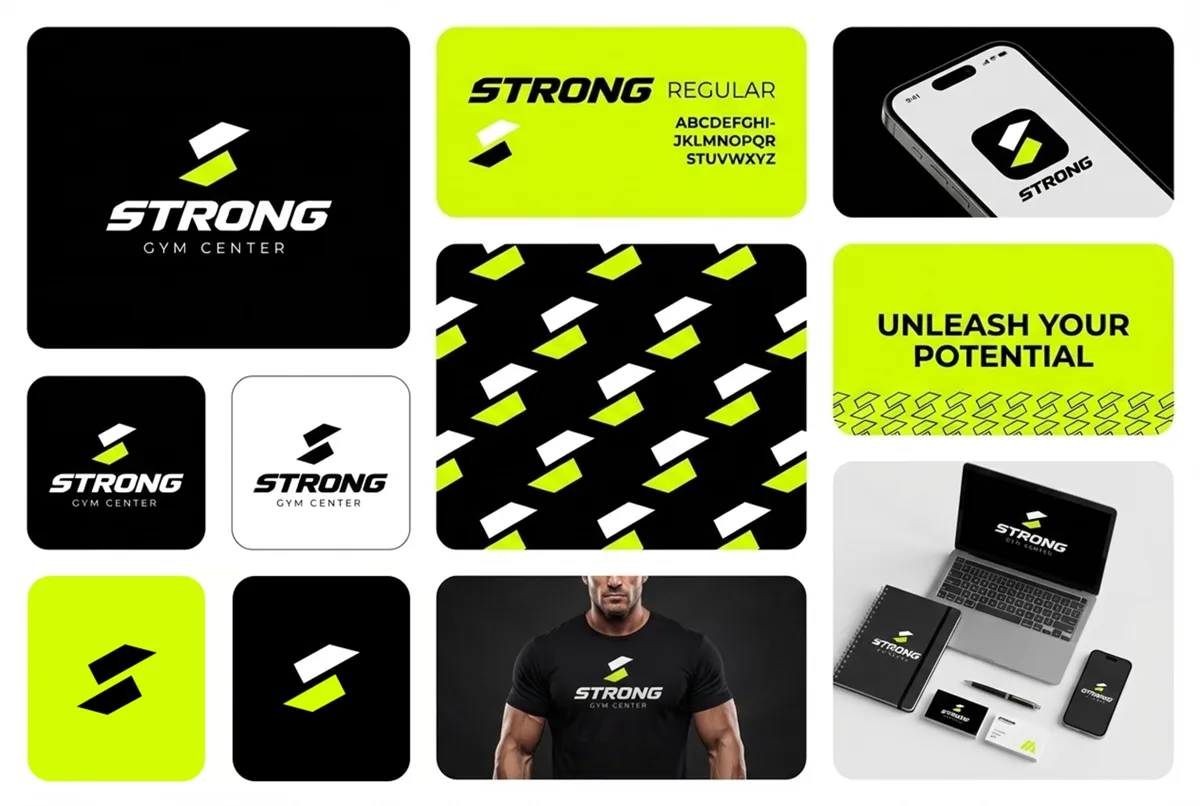 STRONG
GYM CENTER
STRONG REGULAR
ABCDEFGHI-
JKLMNOPQR
STUVWXYZ
9:41
STRONG
UNLEASH YOUR
POTENTIAL
STRONG
GYM CENTER
STRONG
GYM CENTER
STRONG
GYM CENTER
STRONG
STRONG